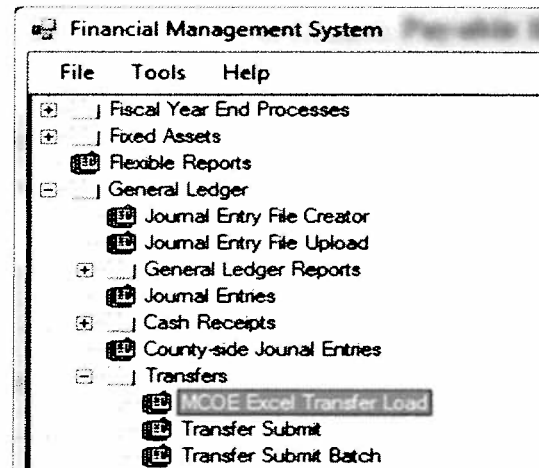 Financial Management System
File Tools Help
Fiscal Year End Processes
Fixed Assets
Flexible Reports
General Ledger
Journal Entry File Creator
Journal Entry File Upload
General Ledger Reports
Journal Entries
Cash Receipts
County-side Jounal Entries
Transfers
MCOE Excel Transfer Load
Transfer Submit
Transfer Submit Batch